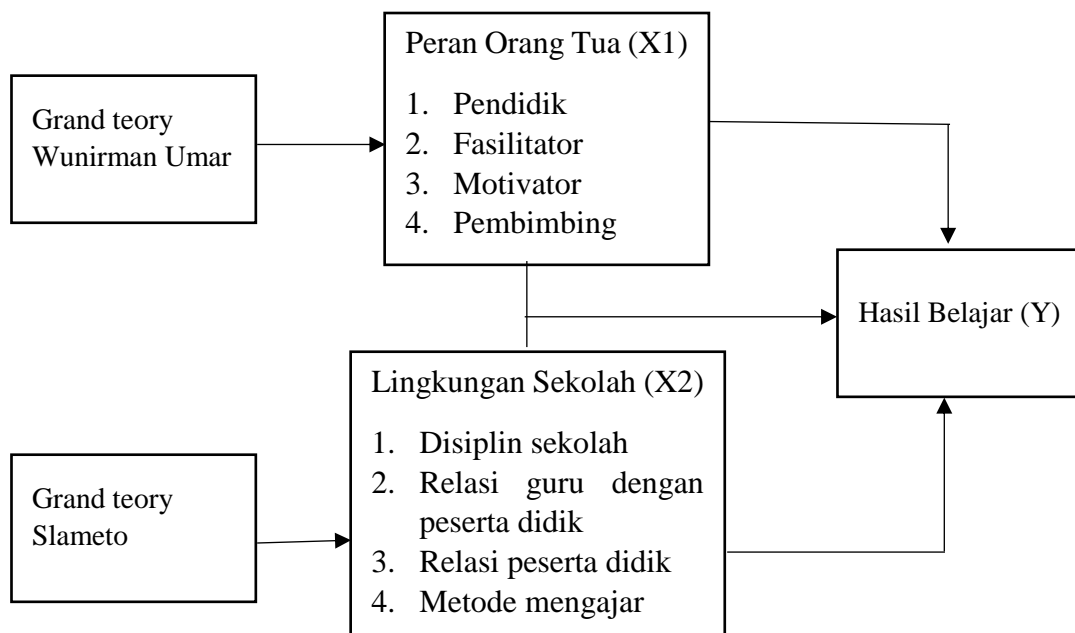 Peran Orang Tua (X1)
1. Pendidik
2. Fasilitator
3. Motivator
4. Pembimbing
Grand teory
Wunirman Umar
Hasil Belajar (Y)
Lingkungan Sekolah (X2)
1. Disiplin sekolah
2. Relasi guru dengan
peserta didik
3. Relasi peserta didik
4. Metode mengajar
Grand teory
Slameto